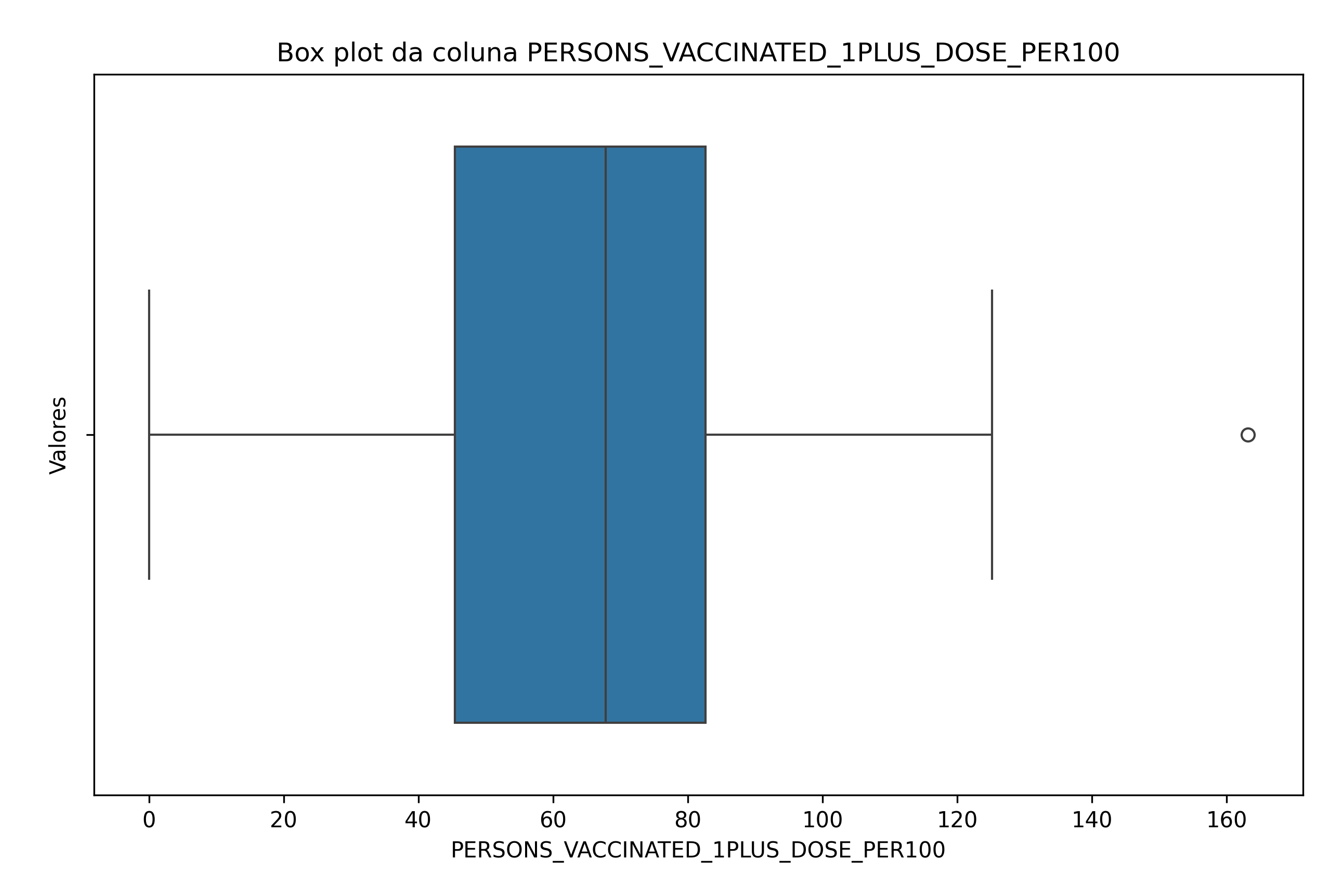 Box plot da coluna PERSONS_VACCINATED_1PLUS_DOSE_PER100
Valores
0 20 40 60 80 100 120 140 160
PERSONS_VACCINATED_1PLUS_DOSE_PER100